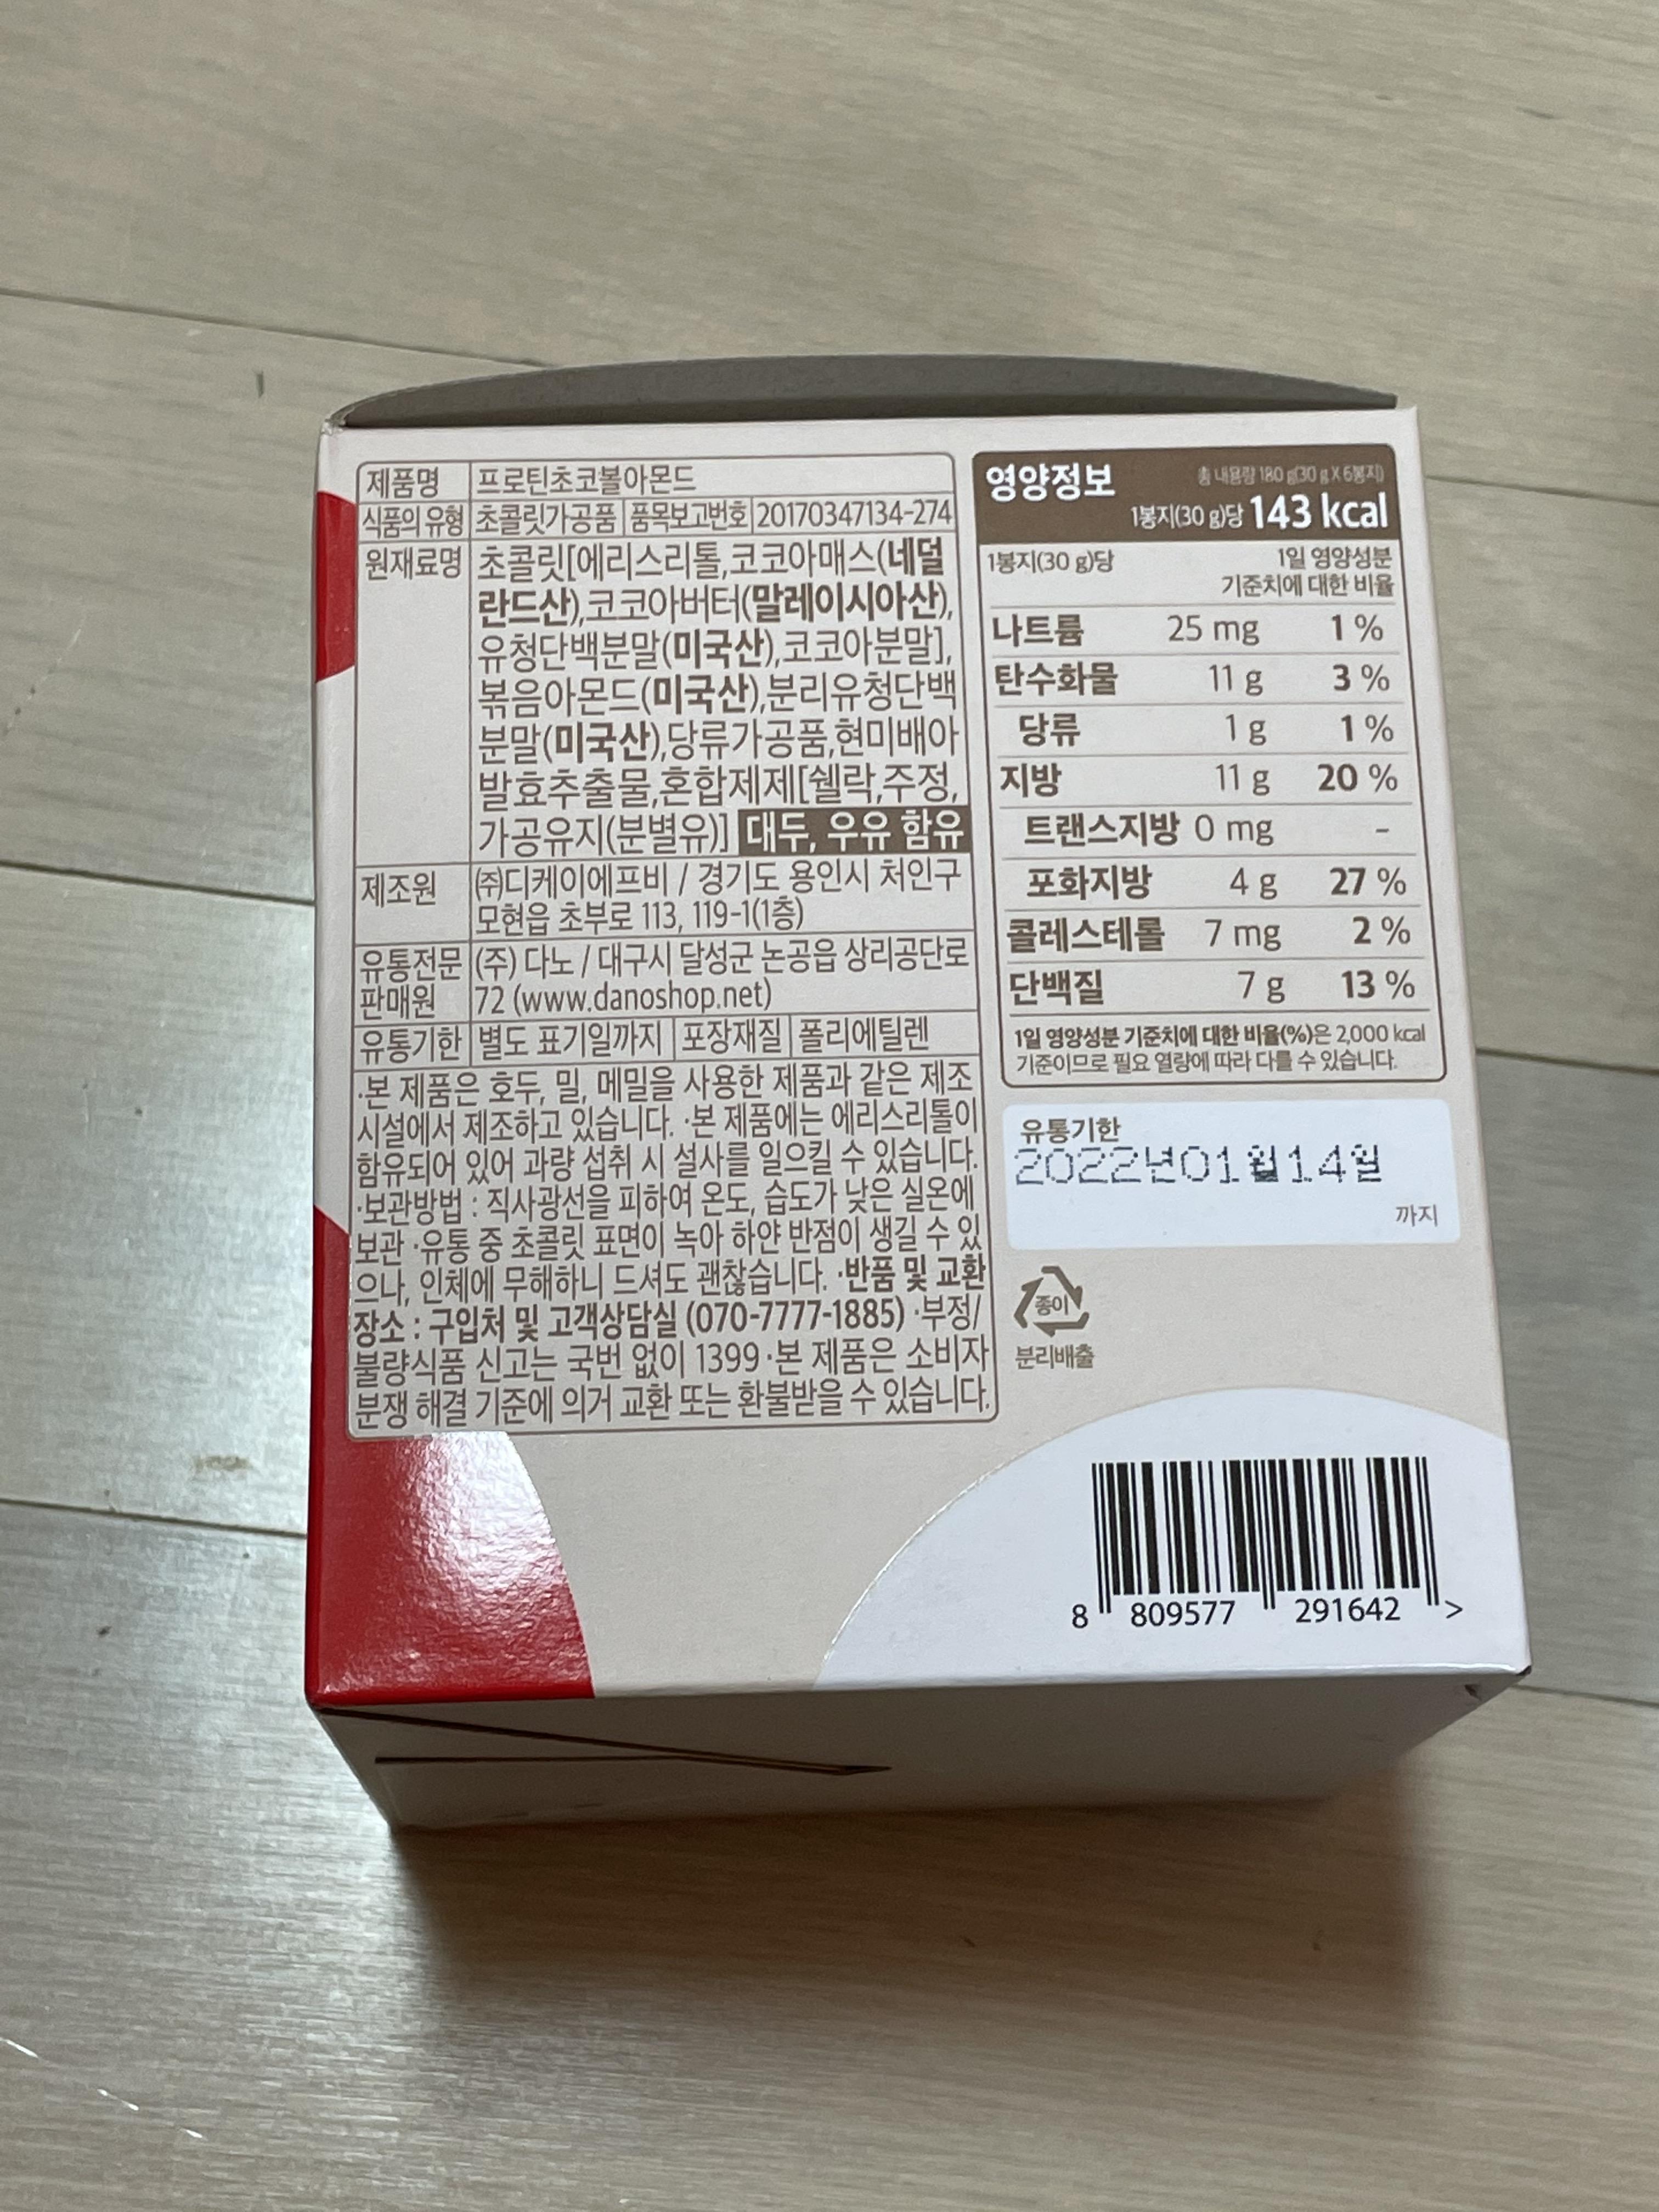 제품명 프로틴초코볼아몬드
식품의 유형 초콜릿가공품 품목보고번호 20170347134-274
원재료명 초콜릿[에리스리톨,코코아매스(네덜
란드산),코코아버터(말레이시아산),
유청단백분말(미국산),코코아분말],
볶음아몬드(미국산),분리유청단백
분말(미국산),당류가공품,현미배아
발효추출물,혼합제제[쉘락,주정,
가공유지(분별유)] 대두, 우유 함유
제조원 ㈜디케이에프비 / 경기도 용인시 처인구
모현읍 초부로 113, 119-1(1층)
유통전문 (주) 다노 / 대구시 달성군 논공읍 상리공단로
판매원 72 (www.danoshop.net)
유통기한 별도 표기일까지 포장재질 폴리에틸렌
·본 제품은 호두, 밀, 메밀을 사용한 제품과 같은 제조
시설에서 제조하고 있습니다. ·본 제품에는 에리스리톨이
함유되어 있어 과량 섭취 시 설사를 일으킬 수 있습니다.
·보관방법 : 직사광선을 피하여 온도, 습도가 낮은 실온에
보관 ·유통 중 초콜릿 표면이 녹아 하얀 반점이 생길 수 있
으나, 인체에 무해하니 드셔도 괜찮습니다. ·반품 및 교환
장소 : 구입처 및 고객상담실 (070-7777-1885) ·부정/
불량식품 신고는 국번 없이 1399 ·본 제품은 소비자
분쟁 해결 기준에 의거 교환 또는 환불받을 수 있습니다.
영양정보 총 내용량 180 g(30 g X 6봉지)
1봉지(30 g)당 143 kcal
1봉지(30 g)당 1일 영양성분
기준치에 대한 비율
나트륨 25 mg 1 %
탄수화물 11 g 3 %
당류 1 g 1 %
지방 11 g 20 %
트랜스지방 0 mg -
포화지방 4 g 27 %
콜레스테롤 7 mg 2 %
단백질 7 g 13 %
1일 영양성분 기준치에 대한 비율(%)은 2,000 kcal
기준이므로 필요 열량에 따라 다를 수 있습니다.
유통기한
2022년01월14일
까지
종이
분리배출
8 809577 291642 >